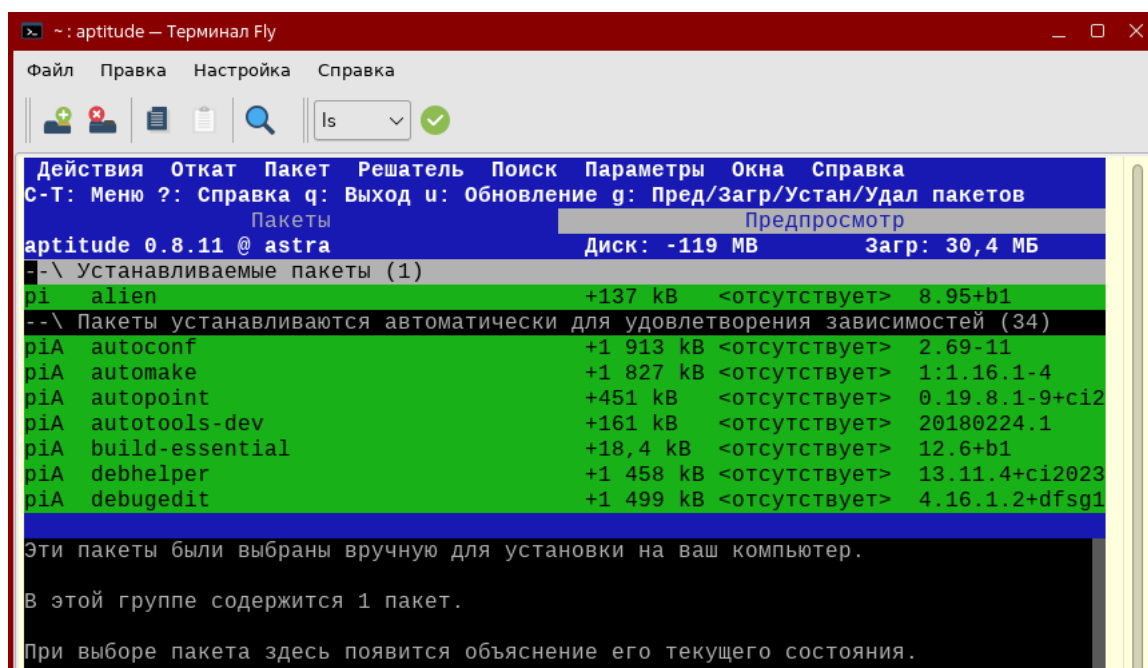 ~ : aptitude — Терминал Fly
Файл Правка Настройка Справка
ls
Действия Откат Пакет Решатель Поиск Параметры Окна Справка
C-T: Меню ?: Справка q: Выход u: Обновление g: Пред/Загр/Устан/Удал пакетов
Пакеты Предпросмотр
aptitude 0.8.11 @ astra Диск: -119 MB Загр: 30,4 МБ
--\ Устанавливаемые пакеты (1)
pi alien +137 kB <отсутствует> 8.95+b1
--\ Пакеты устанавливаются автоматически для удовлетворения зависимостей (34)
piA autoconf +1 913 kB <отсутствует> 2.69-11
piA automake +1 827 kB <отсутствует> 1:1.16.1-4
piA autopoint +451 kB <отсутствует> 0.19.8.1-9+ci2
piA autotools-dev +161 kB <отсутствует> 20180224.1
piA build-essential +18,4 kB <отсутствует> 12.6+b1
piA debhelper +1 458 kB <отсутствует> 13.11.4+ci2023
piA debugedit +1 499 kB <отсутствует> 4.16.1.2+dfsg1
Эти пакеты были выбраны вручную для установки на ваш компьютер.
В этой группе содержится 1 пакет.
При выборе пакета здесь появится объяснение его текущего состояния.